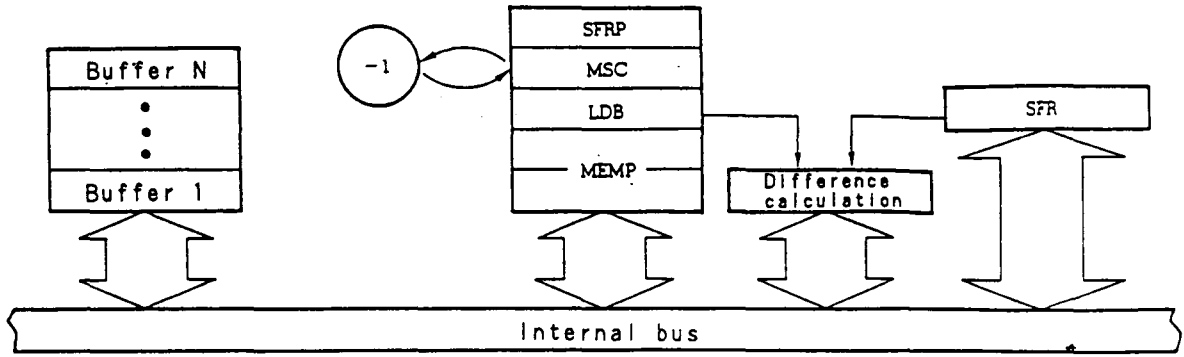 Buffer N
Buffer 1
-1
SFRP
MSC
LDB
MEMP
Difference
calculation
SFR
Internal bus